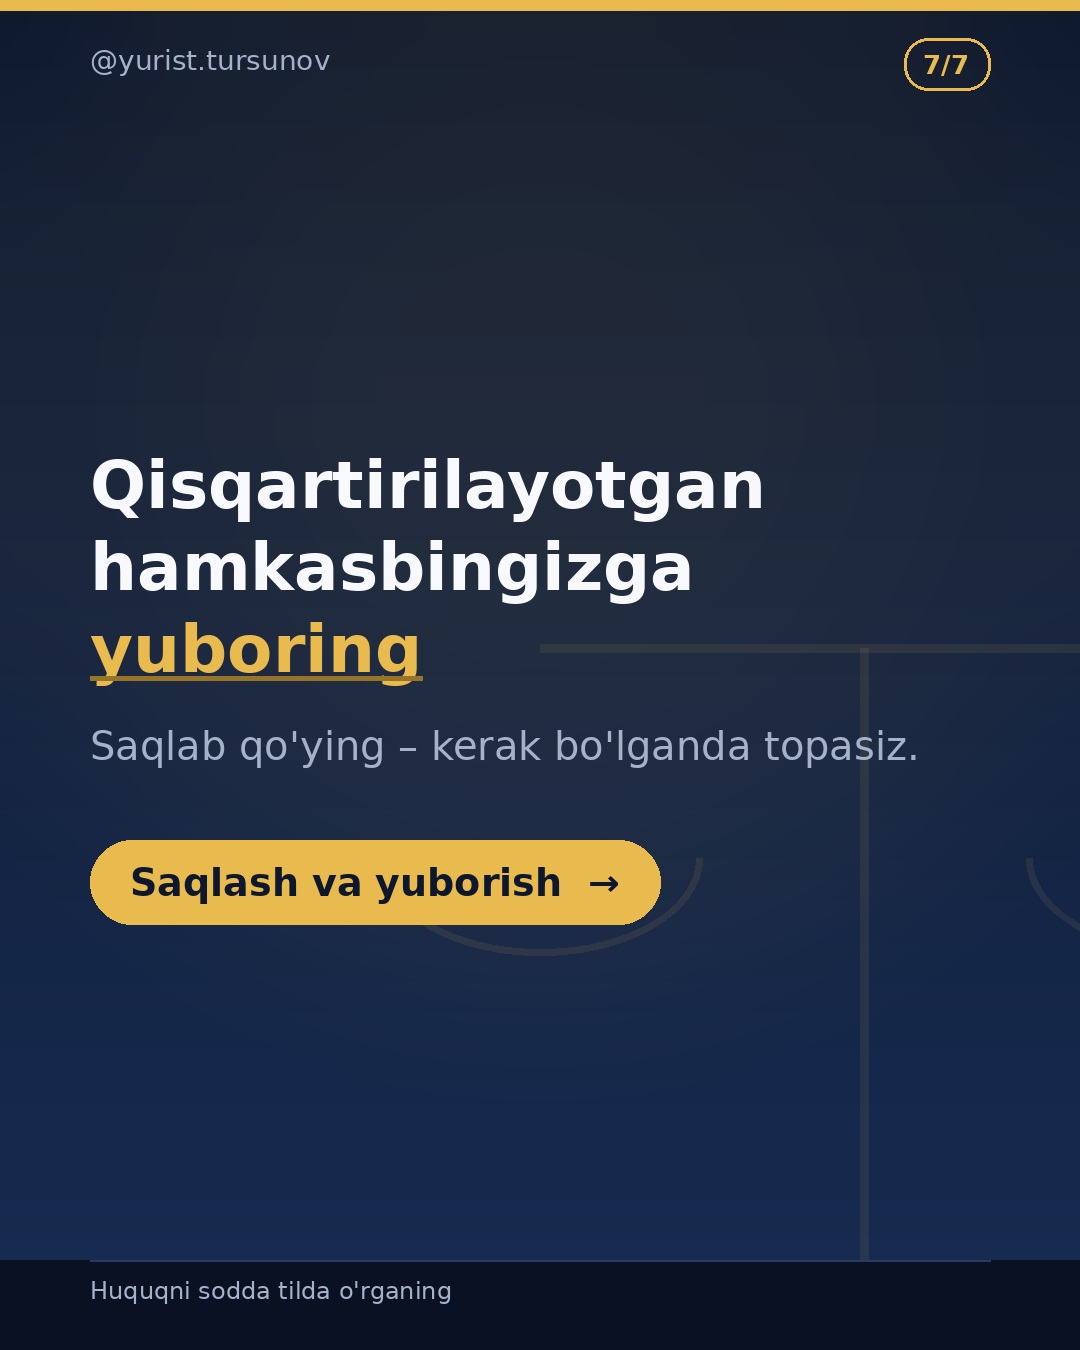 @yurist.tursunov
7/7
Qisqartirilayotgan
hamkasbingizga
yuboring
Saqlab qo'ying – kerak bo'lganda topasiz.
Saqlash va yuborish →
Huquqni sodda tilda o'rganing